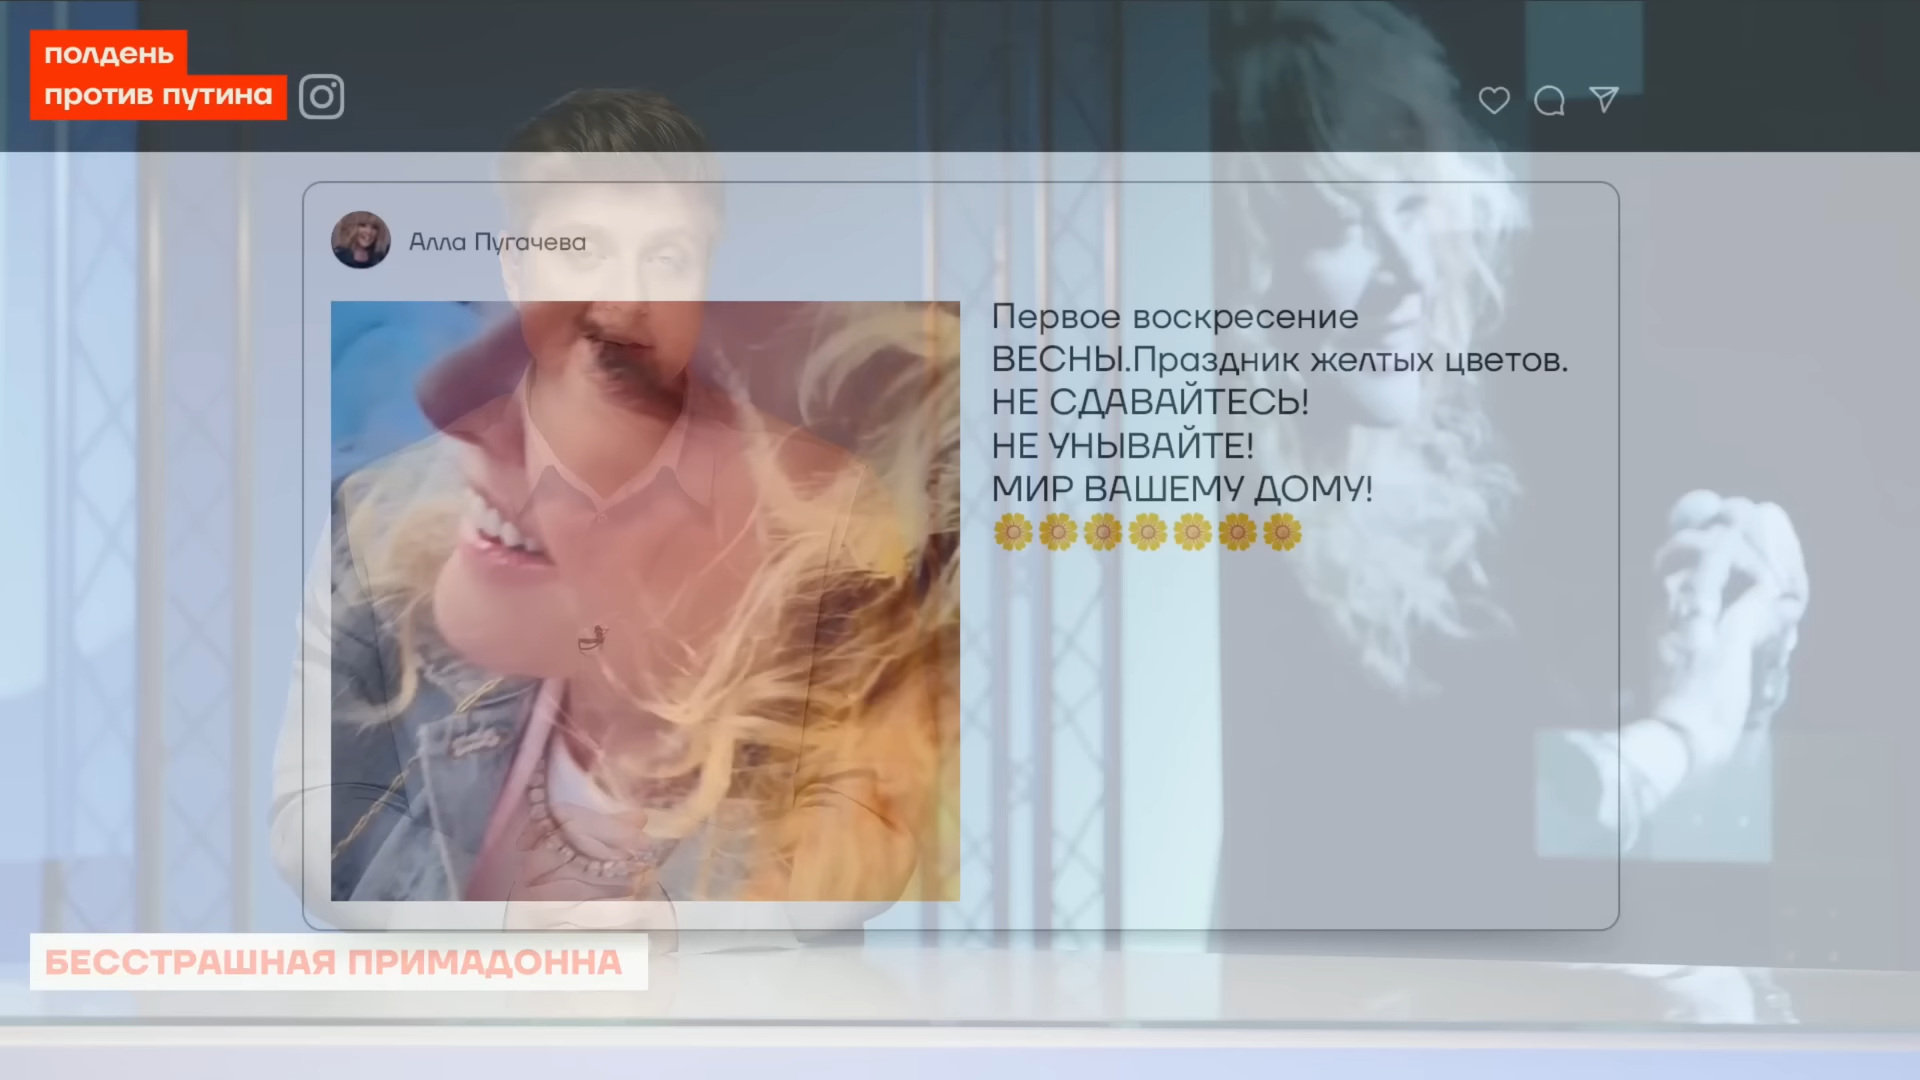 полдень
против путина
Алла Пугачева
Первое воскресение
ВЕСНЫ.Праздник желтых цветов.
НЕ СДАВАЙТЕСЬ!
НЕ УНЫВАЙТЕ!
МИР ВАШЕМУ ДОМУ!
🌼🌼🌼🌼🌼🌼🌼
БЕССТРАШНАЯ ПРИМАДОННА